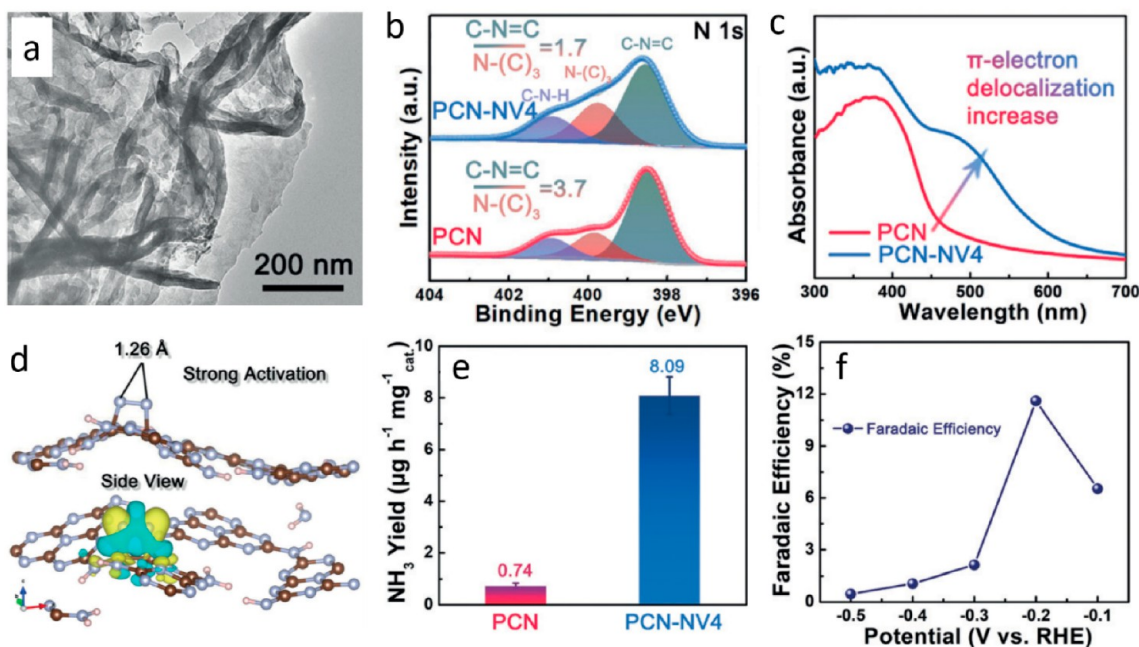 a
200 nm
b
N 1s
C-N=C
N-(C)₃ =1.7
C-N=C
N-(C)₃
C-N-H
PCN-NV4
C-N=C
N-(C)₃ =3.7
PCN
Intensity (a.u.)
404 402 400 398 396
Binding Energy (eV)
c
π-electron
delocalization
increase
PCN
PCN-NV4
Absorbance (a.u.)
300 400 500 600 700
Wavelength (nm)
d
1.26 Å
Strong Activation
Side View
e
8.09
0.74
NH₃ Yield (μg h⁻¹ mg⁻¹ cat.)
10
8
6
4
2
0
PCN PCN-NV4
f
Faradaic Efficiency
Faradaic Efficiency (%)
15
12
9
6
3
0
-0.5 -0.4 -0.3 -0.2 -0.1
Potential (V vs. RHE)